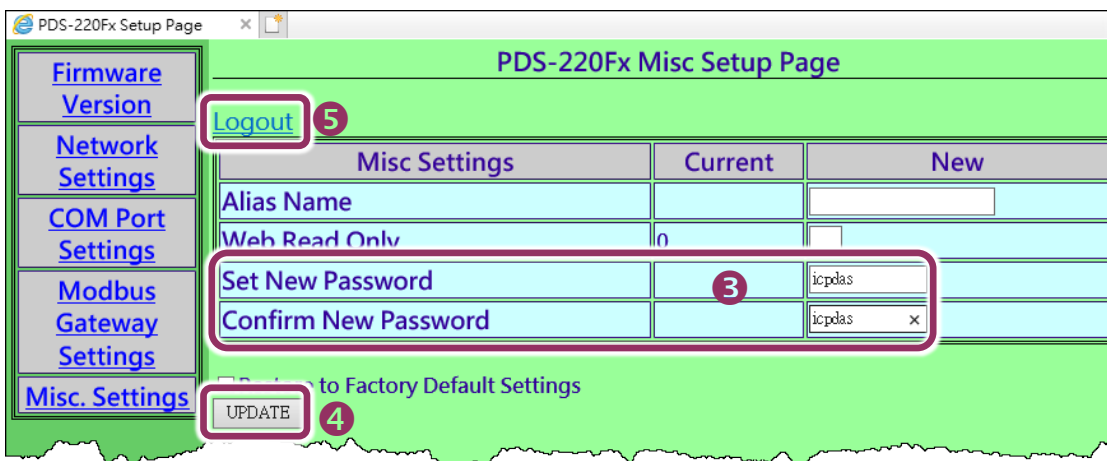 PDS-220Fx Setup Page
PDS-220Fx Misc Setup Page
Firmware
Version
Network
Settings
COM Port
Settings
Modbus
Gateway
Settings
Misc. Settings
Logout 5
Misc Settings Current New
Alias Name
Web Read Only 0
Set New Password 3 icpdas
Confirm New Password icpdas ×
to Factory Default Settings
UPDATE 4